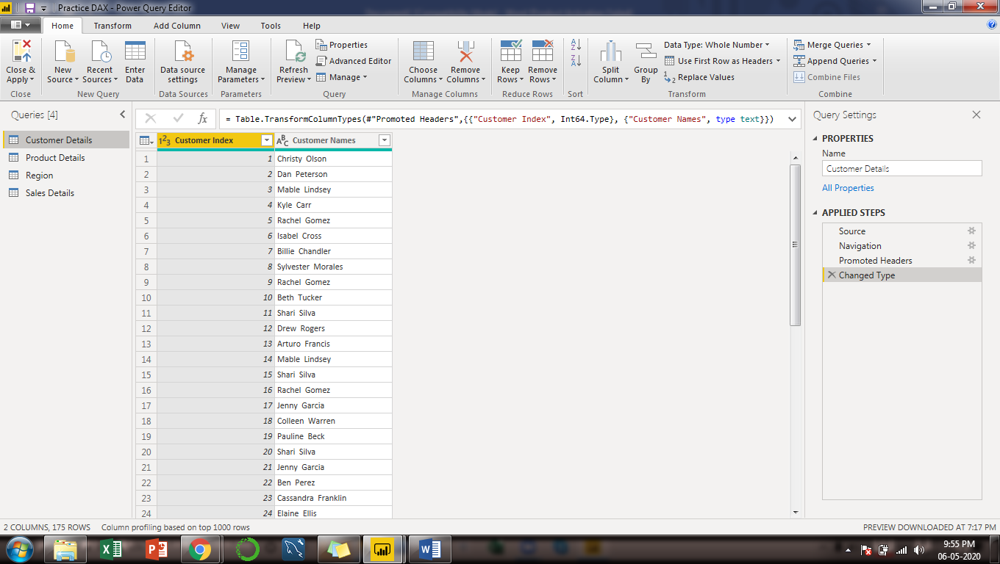 Practice DAX - Power Query Editor
Home Transform Add Column View Tools Help
Close & Apply
Close
New Source
Recent Sources
Enter Data
New Query
Data source settings
Data Sources
Manage Parameters
Parameters
Refresh Preview
Properties
Advanced Editor
Manage
Query
Choose Columns
Remove Columns
Manage Columns
Keep Rows
Remove Rows
Reduce Rows
Sort
Split Column
Group By
Data Type: Whole Number
Use First Row as Headers
Replace Values
Transform
Merge Queries
Append Queries
Combine Files
Combine
Queries [4]
Customer Details
Product Details
Region
Sales Details
fx = Table.TransformColumnTypes(#"Promoted Headers",{{"Customer Index", Int64.Type}, {"Customer Names", type text}})
Customer Index Customer Names
1 1 Christy Olson
2 2 Dan Peterson
3 3 Mable Lindsey
4 4 Kyle Carr
5 5 Rachel Gomez
6 6 Isabel Cross
7 7 Billie Chandler
8 8 Sylvester Morales
9 9 Rachel Gomez
10 10 Beth Tucker
11 11 Shari Silva
12 12 Drew Rogers
13 13 Arturo Francis
14 14 Mable Lindsey
15 15 Shari Silva
16 16 Rachel Gomez
17 17 Jenny Garcia
18 18 Colleen Warren
19 19 Pauline Beck
20 20 Shari Silva
21 21 Jenny Garcia
22 22 Ben Perez
23 23 Cassandra Franklin
24 24 Elaine Ellis
Query Settings
PROPERTIES
Name
Customer Details
All Properties
APPLIED STEPS
Source
Navigation
Promoted Headers
Changed Type
2 COLUMNS, 175 ROWS Column profiling based on top 1000 rows
PREVIEW DOWNLOADED AT 7:17 PM
9:55 PM
06-05-2020